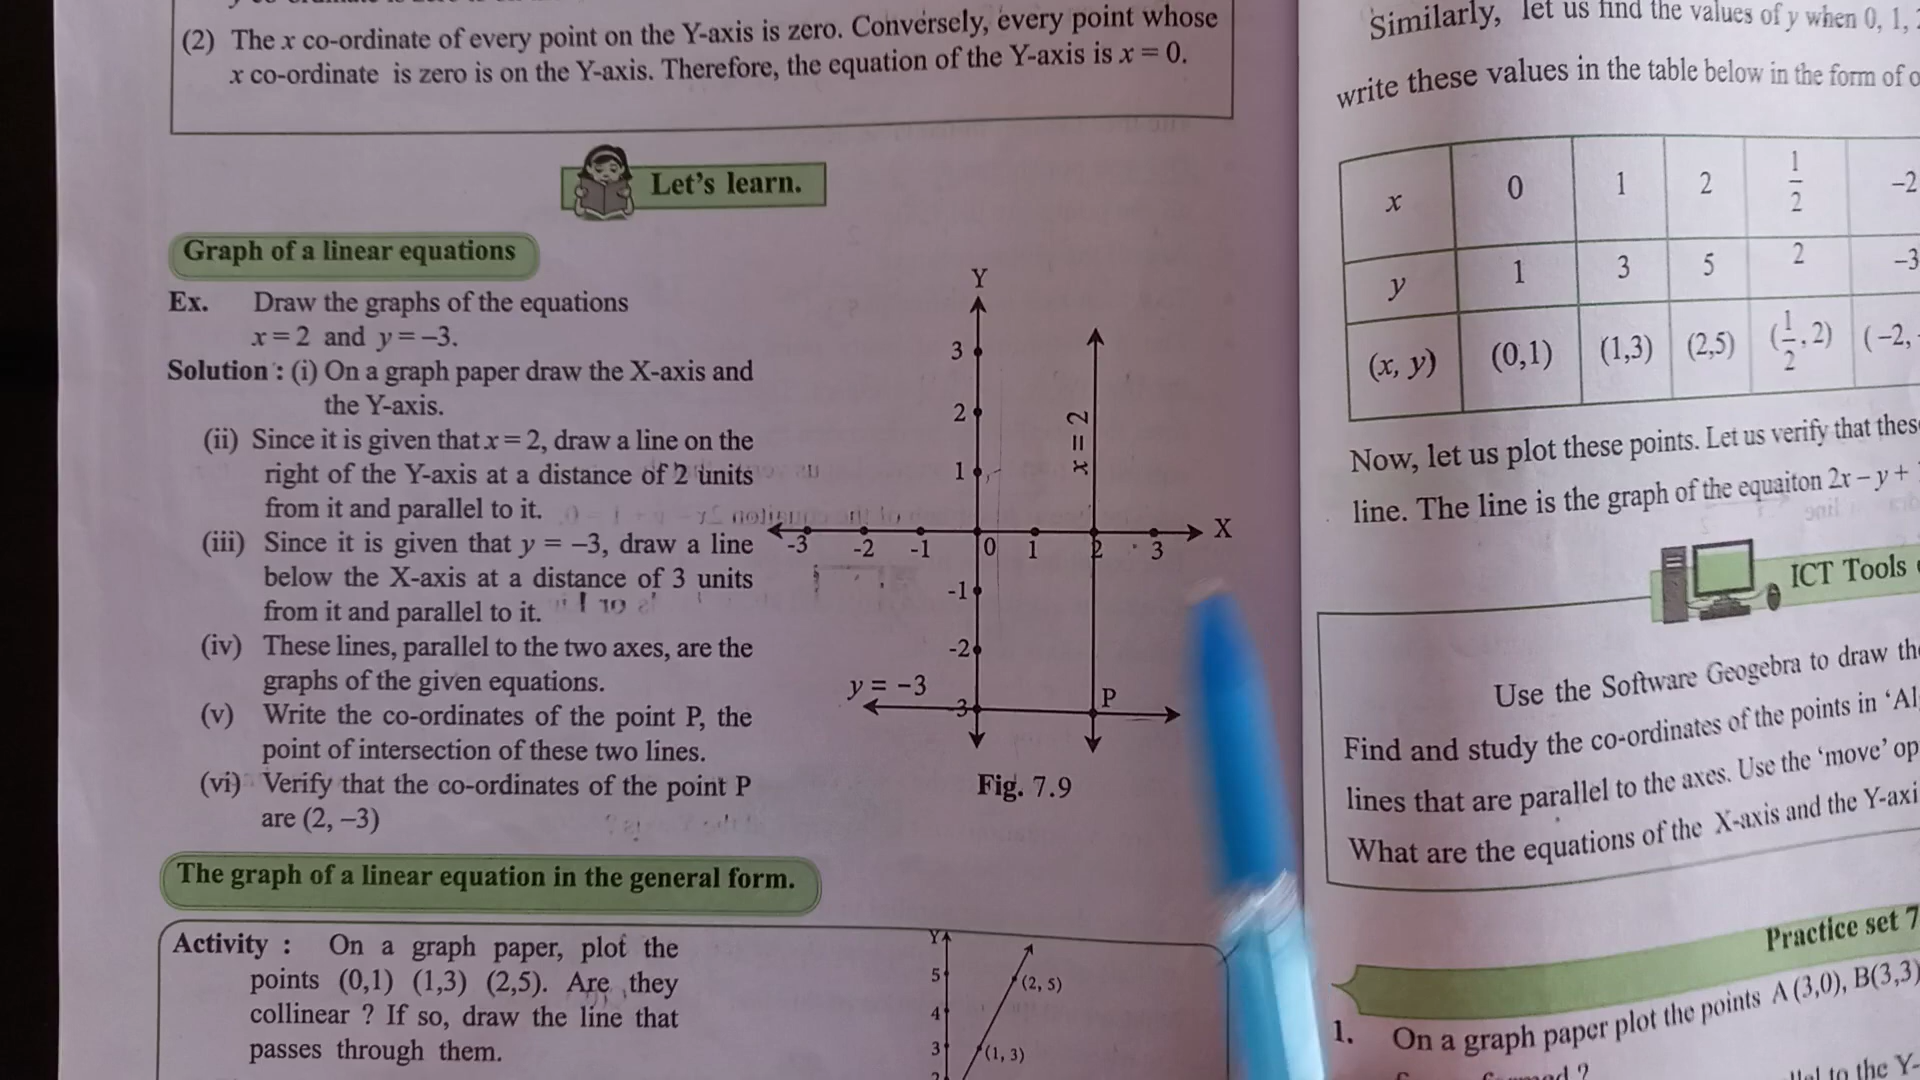 (2) The x co-ordinate of every point on the Y-axis is zero. Conversely, every point whose
x co-ordinate is zero is on the Y-axis. Therefore, the equation of the Y-axis is x = 0.
Let's learn.
Graph of a linear equations
Ex. Draw the graphs of the equations
x = 2 and y = –3.
Solution : (i) On a graph paper draw the X-axis and
the Y-axis.
(ii) Since it is given that x = 2, draw a line on the
right of the Y-axis at a distance of 2 units
from it and parallel to it.
(iii) Since it is given that y = –3, draw a line
below the X-axis at a distance of 3 units
from it and parallel to it.
(iv) These lines, parallel to the two axes, are the
graphs of the given equations.
(v) Write the co-ordinates of the point P, the
point of intersection of these two lines.
(vi) Verify that the co-ordinates of the point P
are (2, –3)
Y
3
2
1
x = 2
X
-3 -2 -1 0 1 2 3
-1
-2
y = –3
-3
P
Fig. 7.9
The graph of a linear equation in the general form.
Activity : On a graph paper, plot the
points (0,1) (1,3) (2,5). Are they
collinear ? If so, draw the line that
passes through them.
Y
5
(2, 5)
4
3
(1, 3)
2
Similarly, let us find the values of y when 0, 1,
write these values in the table below in the form of
x 0 1 2 1/2 –2
y 1 3 5 2 –3
(x, y) (0,1) (1,3) (2,5) (1/2, 2) (–2,
Now, let us plot these points. Let us verify that
line. The line is the graph of the equaiton 2x – y +
ICT Tools
Use the Software Geogebra to draw
Find and study the co-ordinates of the points in
lines that are parallel to the axes. Use the 'move'
What are the equations of the X-axis and the
Practice set 7
1. On a graph paper plot the points A (3,0), B(3,3)
to the Y-